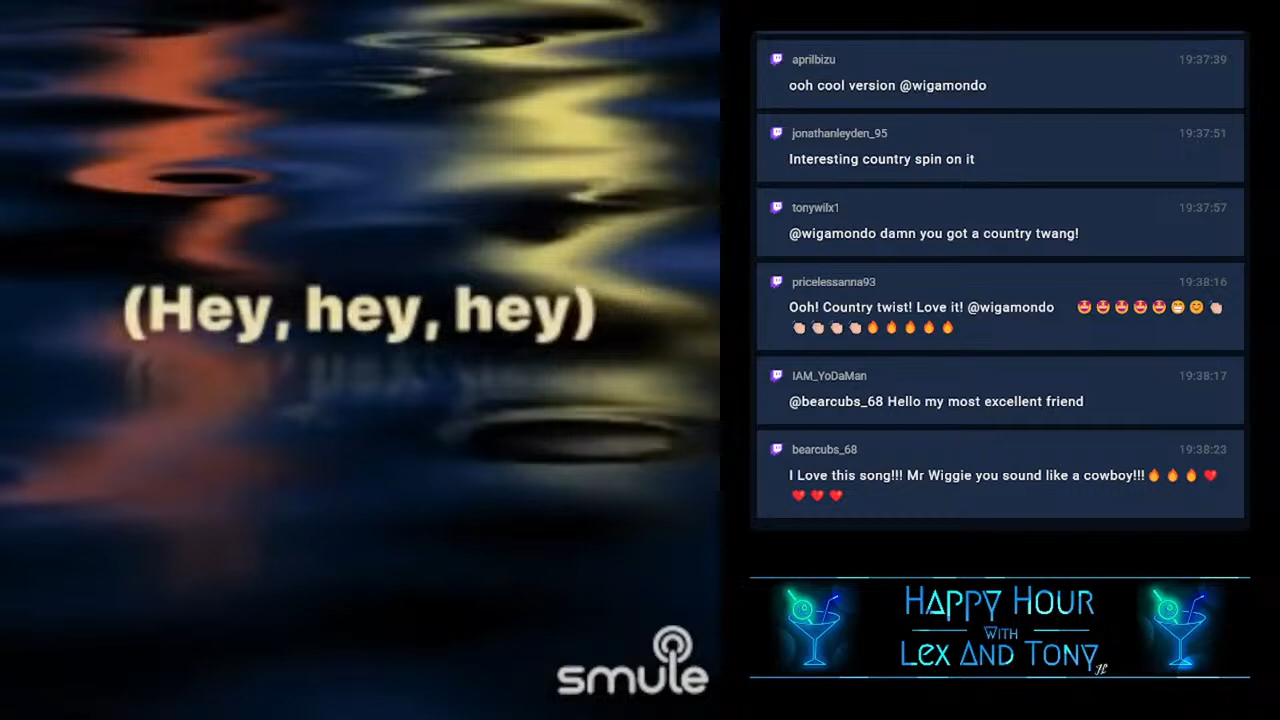 (Hey, hey, hey)
smule
aprilbizu 19:37:39
ooh cool version @wigamondo
jonathanleyden_95 19:37:51
Interesting country spin on it
tonywilx1 19:37:57
@wigamondo damn you got a country twang!
pricelessanna93 19:38:16
Ooh! Country twist! Love it! @wigamondo 🤩🤩🤩🤩🤩😁😊👏🏻
👏🏻👏🏻👏🏻👏🏻🔥🔥🔥🔥🔥
IAM_YoDaMan 19:38:17
@bearcubs_68 Hello my most excellent friend
bearcubs_68 19:38:23
I Love this song!!! Mr Wiggie you sound like a cowboy!!!🔥🔥🔥❤️
❤️❤️❤️
Happy Hour
with
Lex And Tony